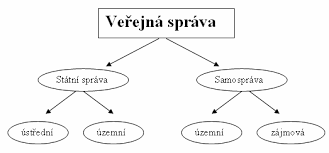 Veřejná správa
Státní správa
Samospráva
ústřední
územní
územní
zájmová